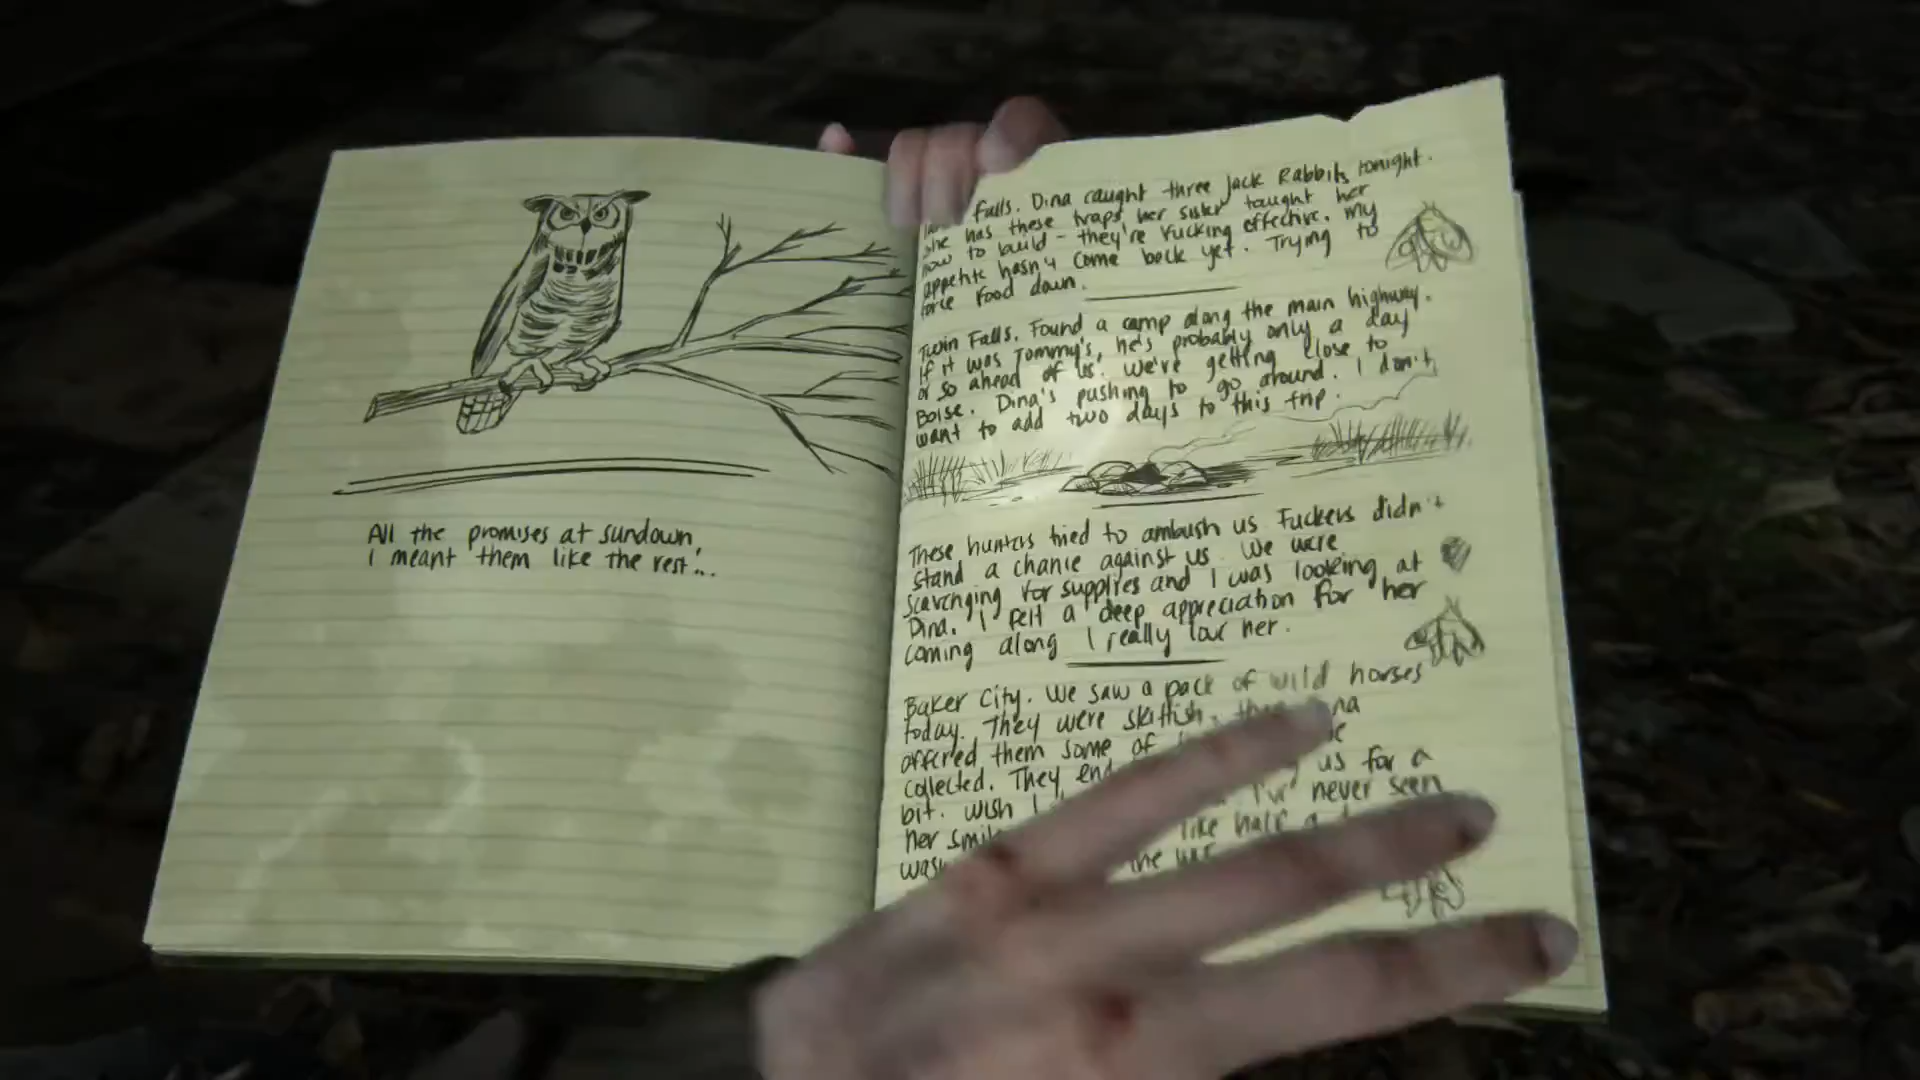 All the promises at sundown,
I meant them like the rest...
Falls. Dina caught three Jack Rabbits tonight.
She has these traps her sister taught her
how to build - they're fucking effective. My
appetite hasn't come back yet. Trying to
force food down.
Twin Falls. Found a camp along the main highway.
If it was Tommy's, he's probably only a day
or so ahead of us. We're getting close to
Boise. Dina's pushing to go around. I don't
want to add two days to this trip.
These hunters tried to ambush us Fuckers didn't
stand a chance against us. We were
scavenging for supplies and I was looking at
Dina. I felt a deep appreciation for her
coming along I really love her.
Baker City. We saw a pack of wild horses
today. They were skittish,
offered them some of
collected. They us for a
bit. Wish I I've never seen
her like half a
the